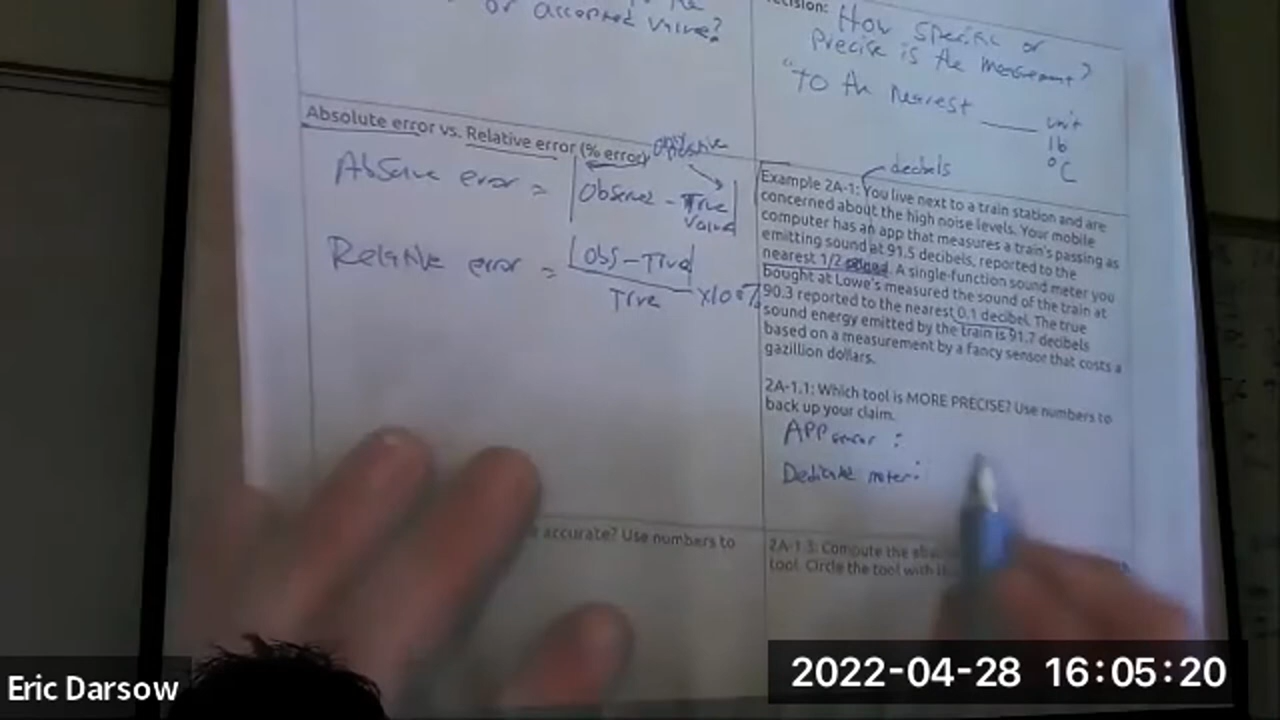 or accepted value?
How specific or
Precise is the measurement?
"To the nearest ____ unit
lb
°C
Absolute error vs. Relative error (% error)
Absolute error = | Observed - True Value |
Relative error = |Obs - True| / True x100%
decibels
Example 2A-1: You live next to a train station and are
concerned about the high noise levels. Your mobile
computer has an app that measures a train's passing as
emitting sound at 91.5 decibels, reported to the
nearest 1/2
. A single-function sound meter you
bought at Lowe's measured the sound of the train at
90.3 reported to the nearest 0.1 decibel. The true
sound energy emitted by the train is 91.7 decibels
based on a measurement by a fancy sensor that costs a
gazillion dollars.
2A-1.1: Which tool is MORE PRECISE? Use numbers to
back up your claim.
APP sensor :
Dedicate meter:
accurate? Use numbers to
2A-1.3: Compute the
tool. Circle the tool with
Eric Darsow
2022-04-28 16:05:20